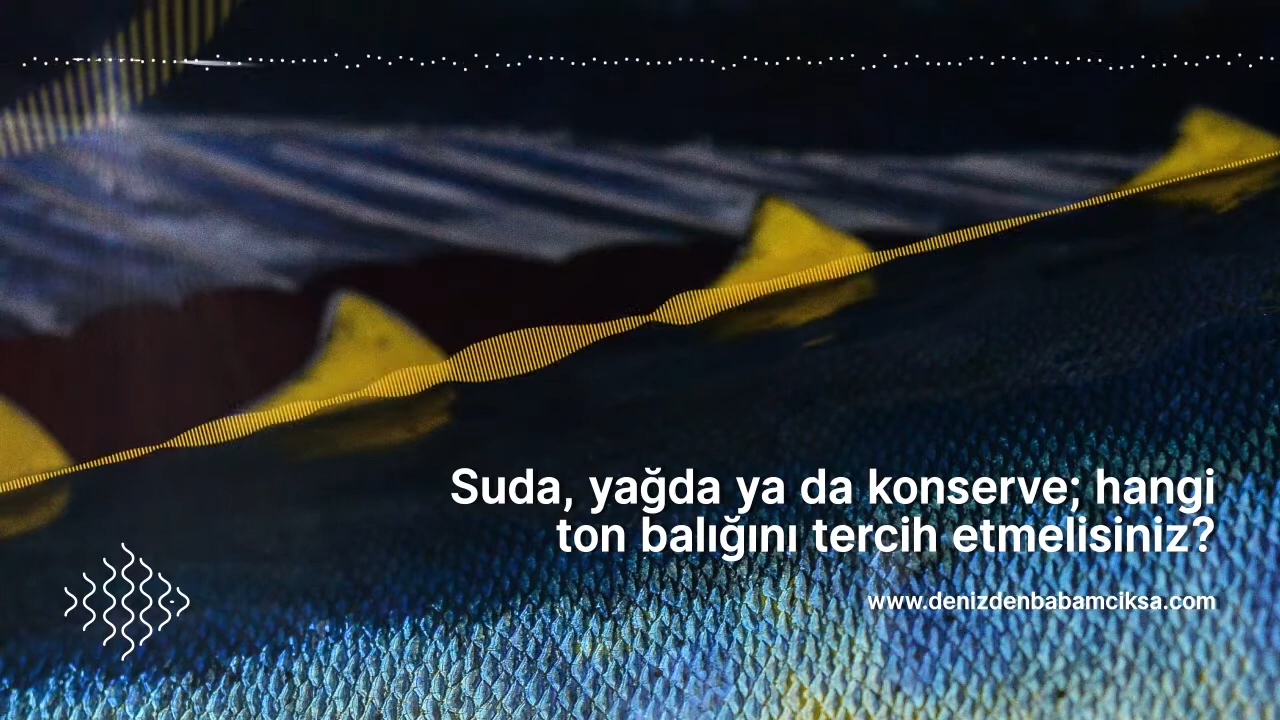 Suda, yağda ya da konserve; hangi
ton balığını tercih etmelisiniz?
www.denizdenbabamciksa.com